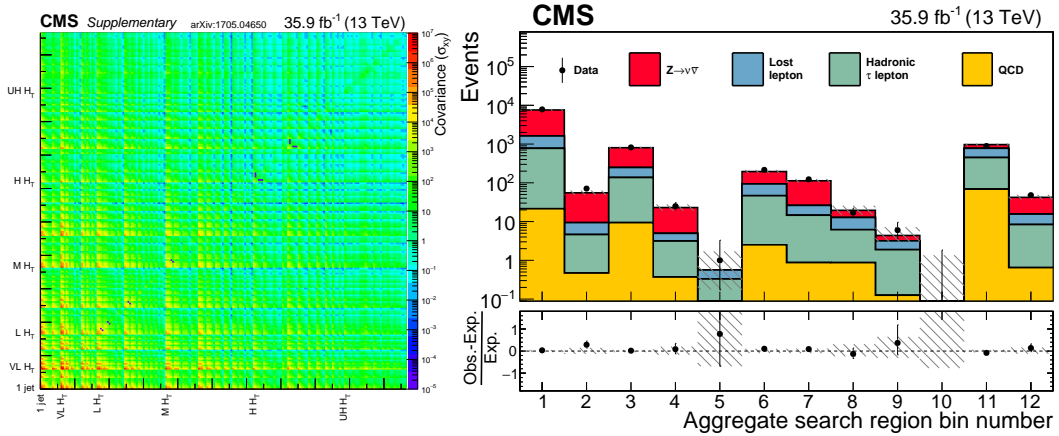 CMS Supplementary arXiv:1705.04650 35.9 fb⁻¹ (13 TeV)
UH H_T
H H_T
M H_T
L H_T
VL H_T
1 jet
1 jet
VL H_T
L H_T
M H_T
H H_T
UH H_T
10⁷
10⁶
10⁵
10⁴
10³
10²
10
1
10⁻¹
10⁻²
10⁻³
10⁻⁴
10⁻⁵
Covariance (σ_xy)
CMS 35.9 fb⁻¹ (13 TeV)
Events
10⁵
10⁴
10³
10²
10
1
10⁻¹
Data
Z→νν̅
Lost
lepton
Hadronic
τ lepton
QCD
Obs.-Exp.
Exp.
1
0
−1
1 2 3 4 5 6 7 8 9 10 11 12
Aggregate search region bin number